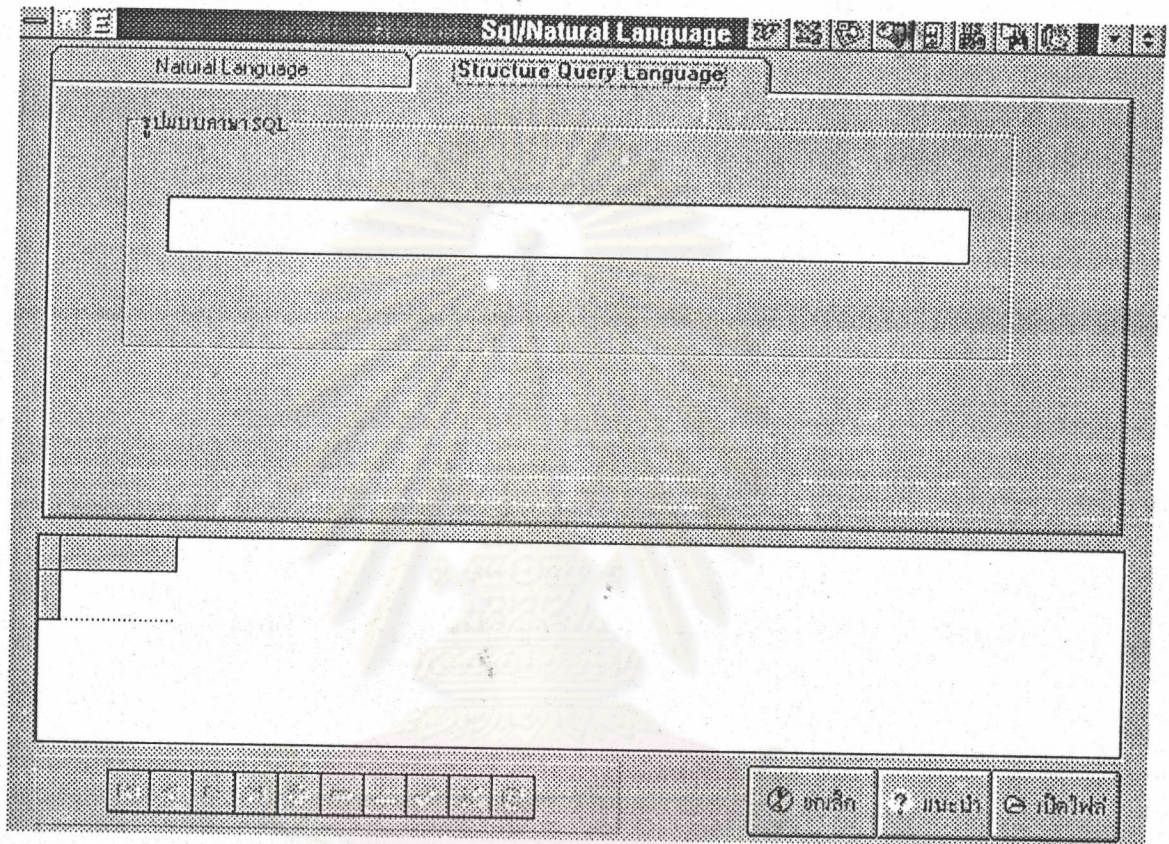 Sql/Natural Language
Natural Language
Structure Query Language
รูปแบบภาษา SQL
ยกเลิก
? แนะนำ
เปิดไฟล์